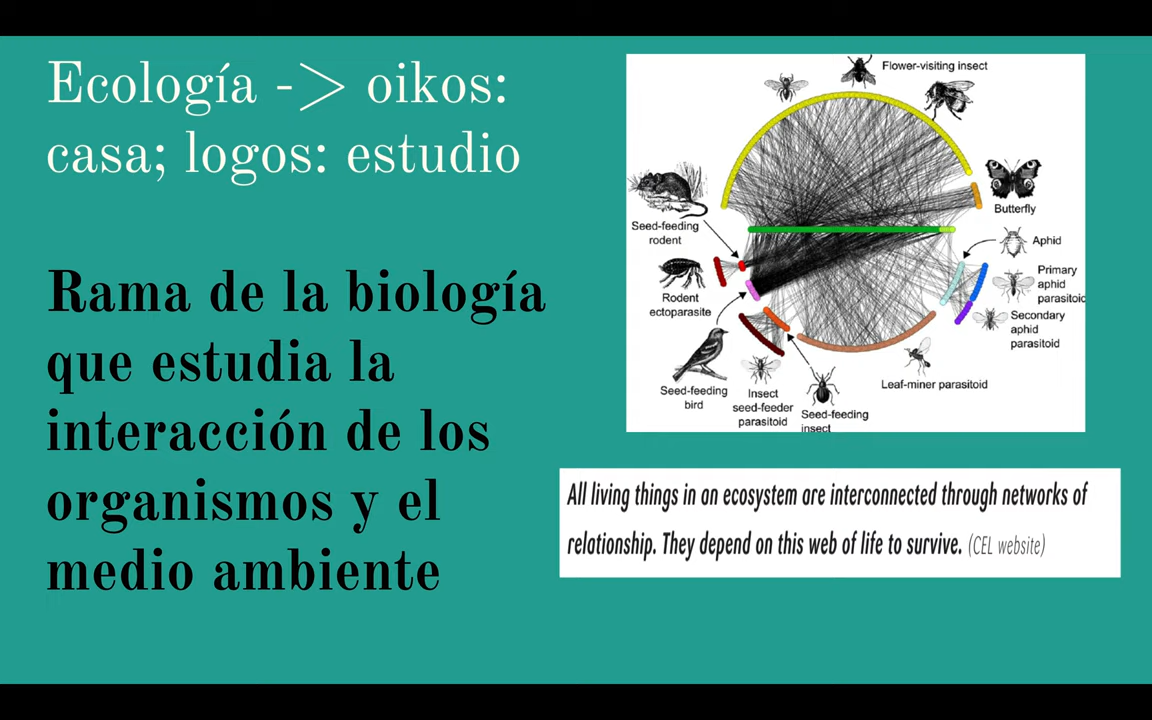 Ecología -> oikos:
casa; logos: estudio
Rama de la biología
que estudia la
interacción de los
organismos y el
medio ambiente
Flower-visiting insect
Butterfly
Seed-feeding
rodent
Aphid
Primary
aphid
parasitoid
Rodent
ectoparasite
Secondary
aphid
parasitoid
Leaf-miner parasitoid
Seed-feeding
bird
Insect
seed-feeder
parasitoid
Seed-feeding
insect
All living things in an ecosystem are interconnected through networks of
relationship. They depend on this web of life to survive. (CEL website)